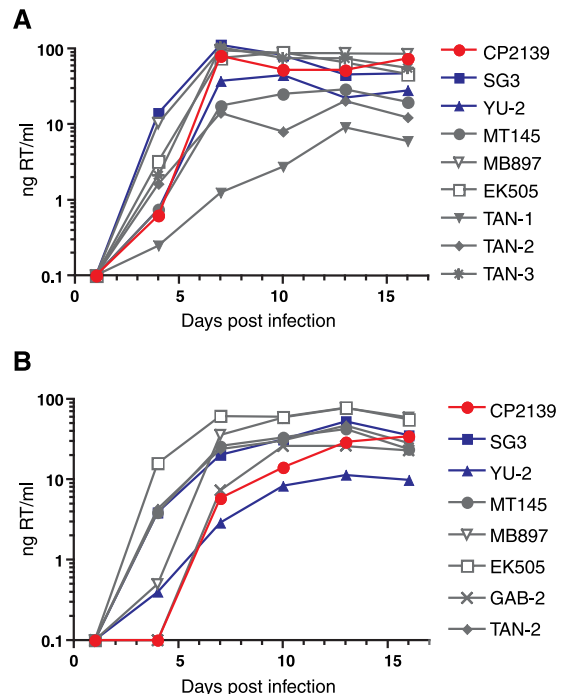 A
100
10
1
0.1
ng RT/ml
0
5
10
15
Days post infection
CP2139
SG3
YU-2
MT145
MB897
EK505
TAN-1
TAN-2
TAN-3
B
100
10
1
0.1
ng RT/ml
0
5
10
15
Days post infection
CP2139
SG3
YU-2
MT145
MB897
EK505
GAB-2
TAN-2